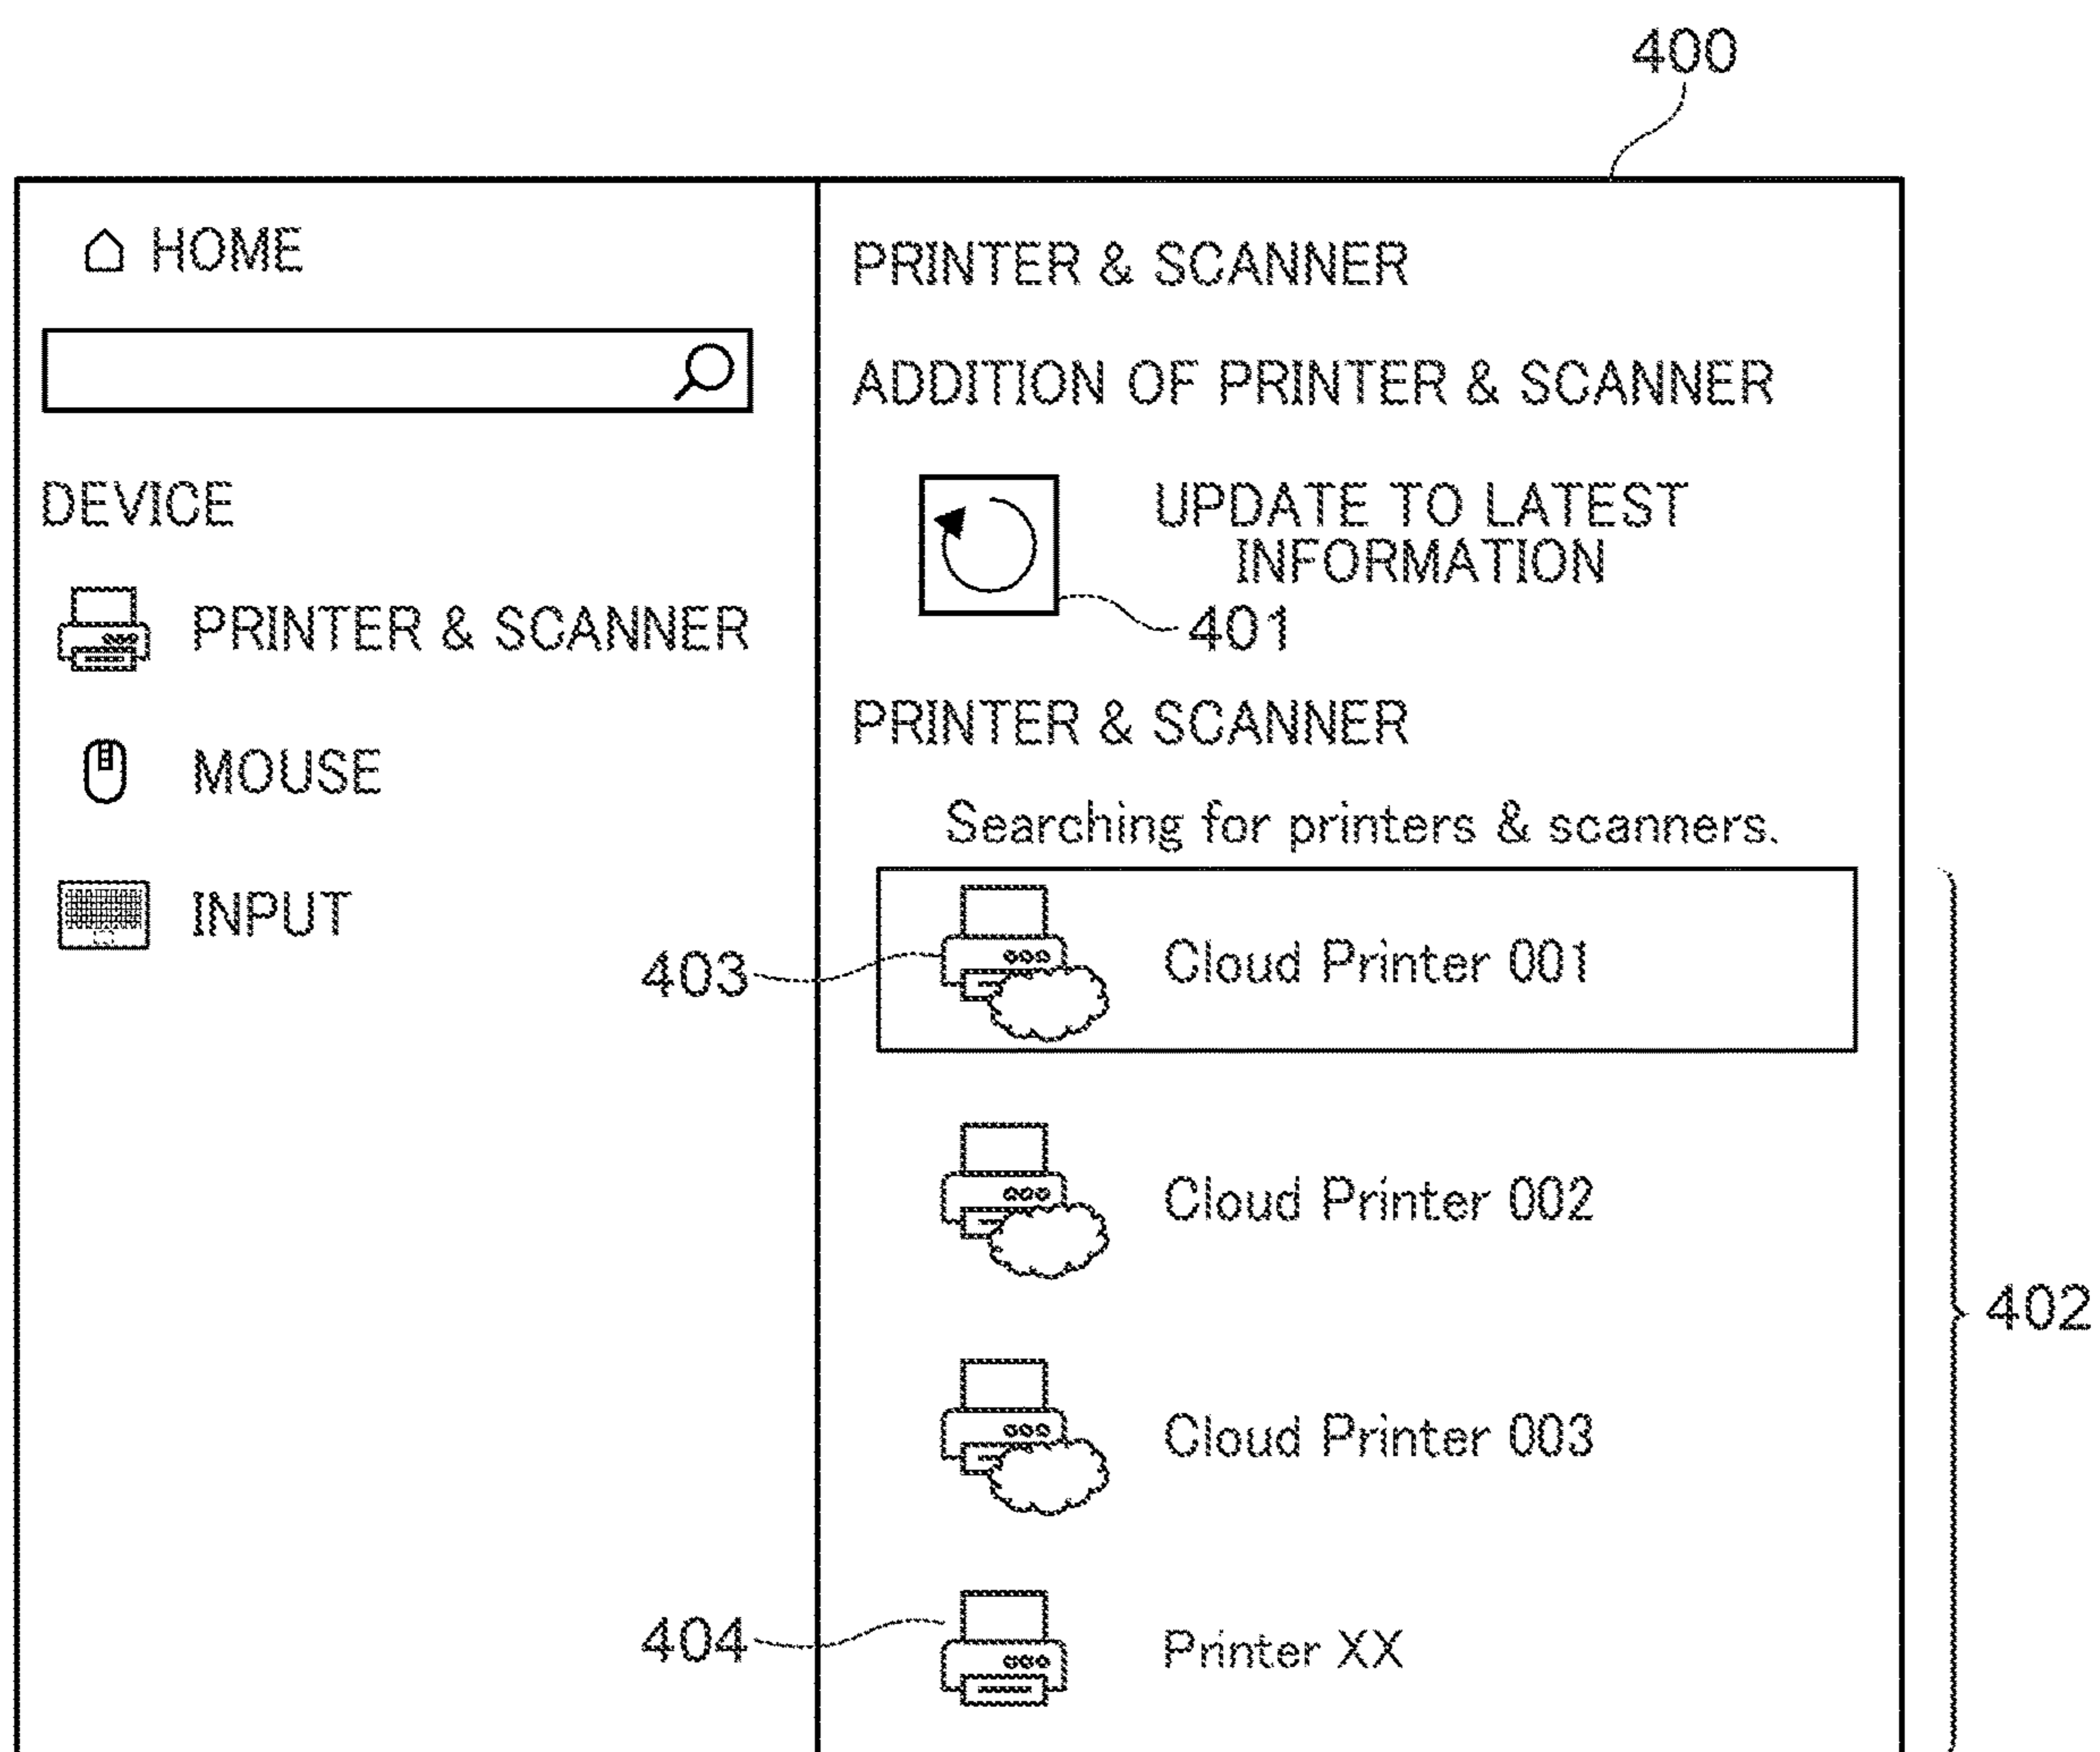 400
HOME
DEVICE
PRINTER & SCANNER
MOUSE
INPUT
PRINTER & SCANNER
ADDITION OF PRINTER & SCANNER
UPDATE TO LATEST
INFORMATION
401
PRINTER & SCANNER
Searching for printers & scanners.
403
Cloud Printer 001
Cloud Printer 002
402
Cloud Printer 003
404
Printer XX